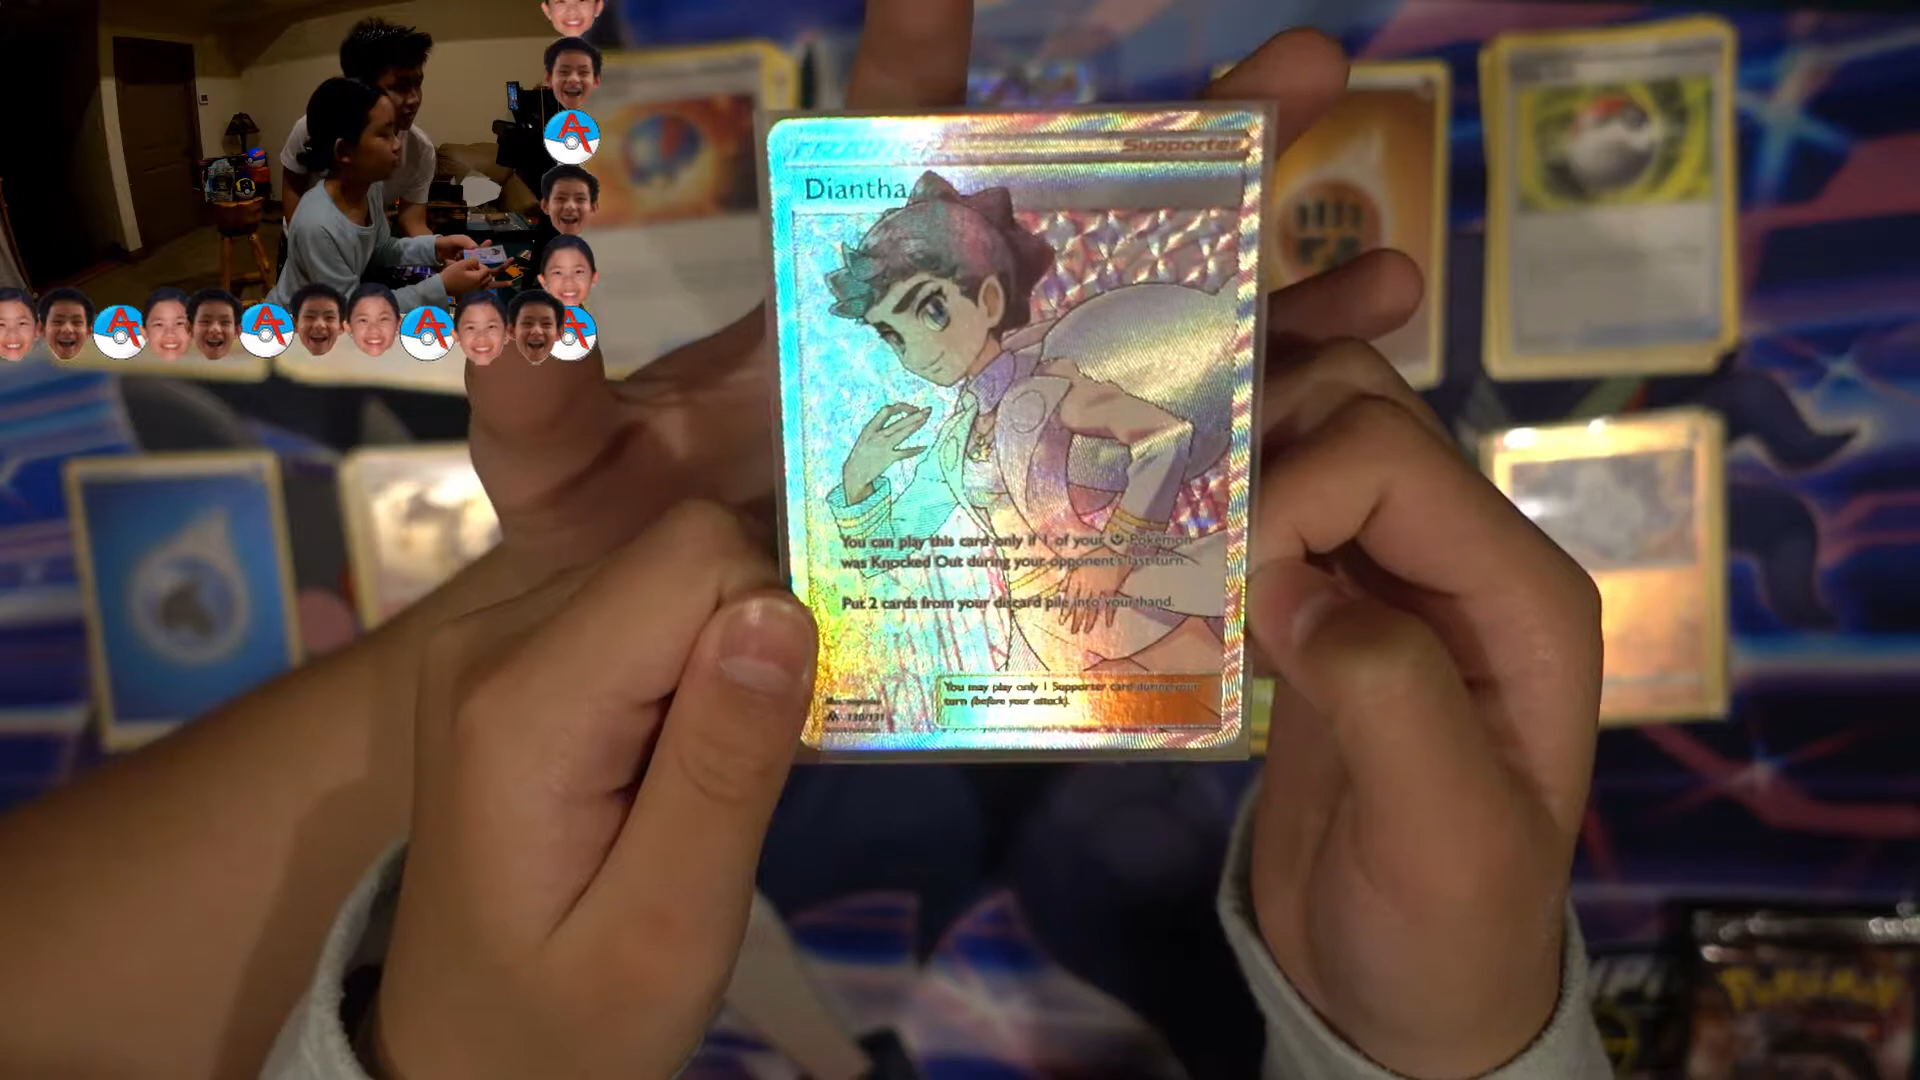 TRAINER
Supporter
Diantha
You can play this card only if 1 of your Pokémon
was Knocked Out during your opponent's last turn.
Put 2 cards from your discard pile into your hand.
You may play only 1 Supporter card during your
turn (before your attack).
130/131
POKéMON